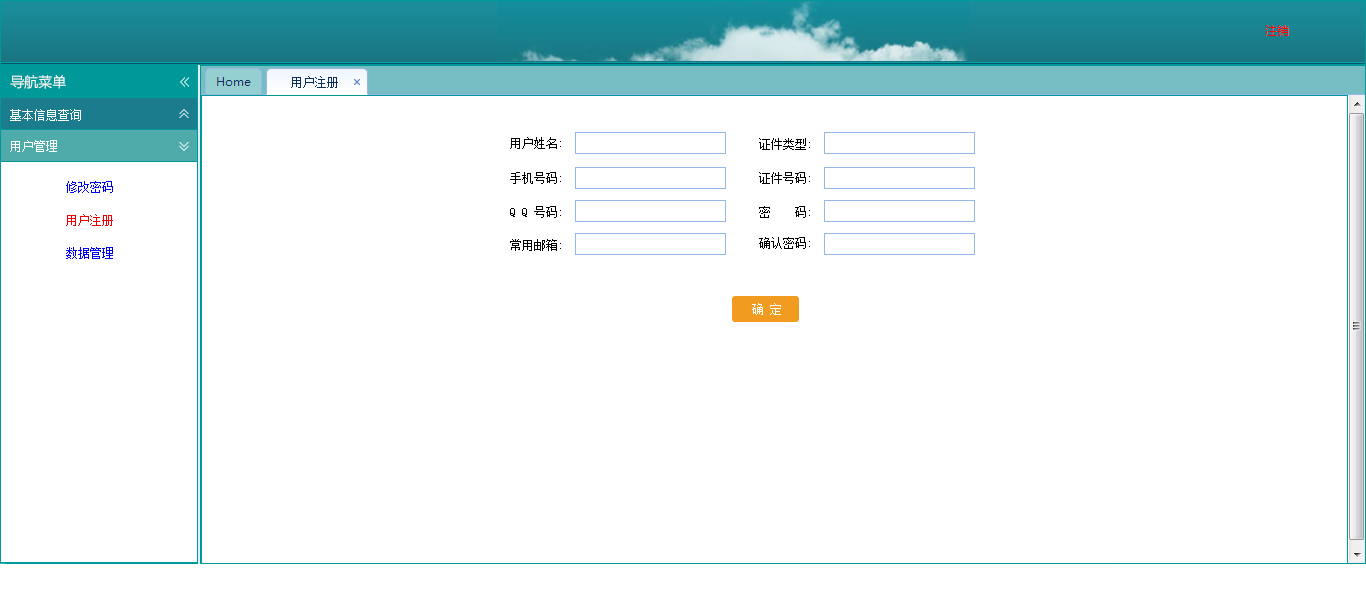 注销
导航菜单
基本信息查询
用户管理
修改密码
用户注册
数据管理
Home 用户注册
用户姓名: 证件类型:
手机号码: 证件号码:
Q Q 号码: 密 码:
常用邮箱: 确认密码:
确 定